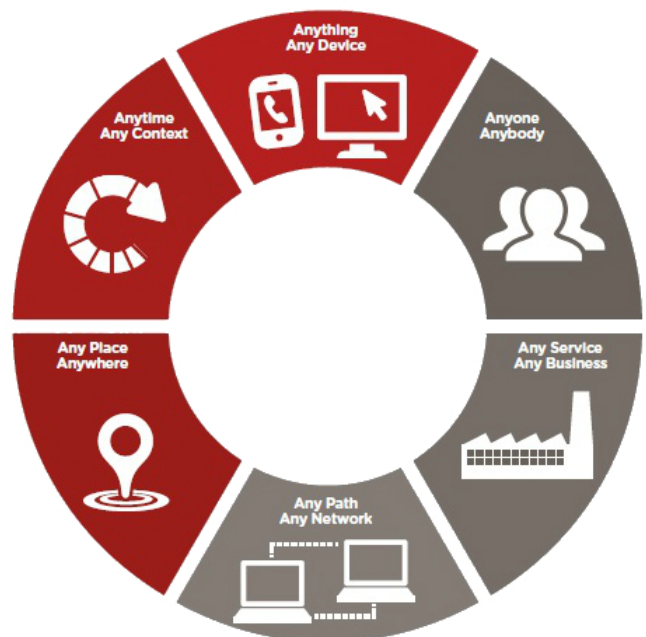 Anything
Any Device
Anyone
Anybody
Any Service
Any Business
Any Path
Any Network
Any Place
Anywhere
Anytime
Any Context